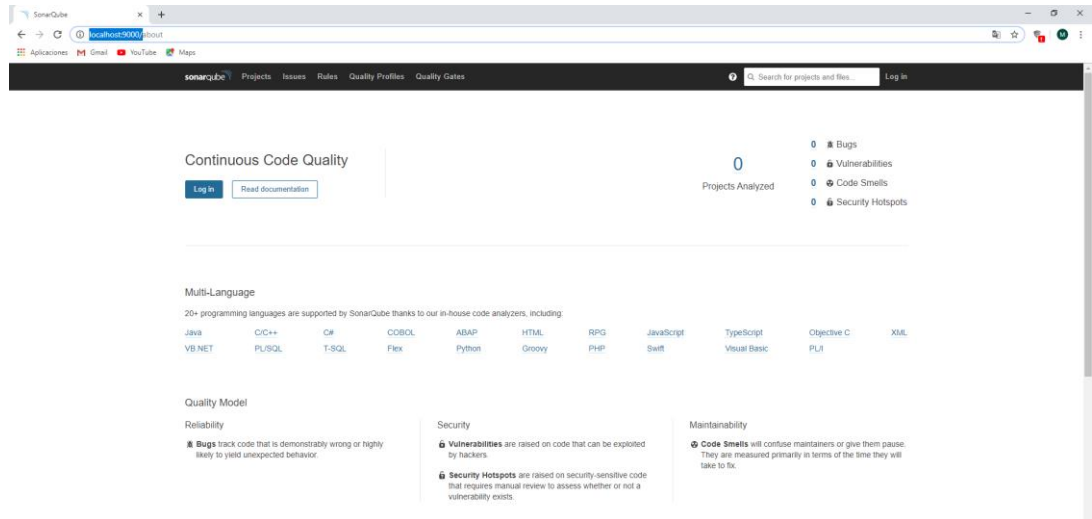 SonarQube
localhost:9000/about
Aplicaciones Gmail YouTube Maps
M
sonarqube Projects Issues Rules Quality Profiles Quality Gates Search for projects and files... Log in
Continuous Code Quality
Log in Read documentation
0
Projects Analyzed
0 Bugs
0 Vulnerabilities
0 Code Smells
0 Security Hotspots
Multi-Language
20+ programming languages are supported by SonarQube thanks to our in-house code analyzers, including:
Java C/C++ C# COBOL ABAP HTML RPG JavaScript TypeScript Objective C XML
VB.NET PL/SQL T-SQL Flex Python Groovy PHP Swift Visual Basic PL/I
Quality Model
Reliability
Bugs track code that is demonstrably wrong or highly
likely to yield unexpected behavior.
Security
Vulnerabilities are raised on code that can be exploited
by hackers.
Security Hotspots are raised on security-sensitive code
that requires manual review to assess whether or not a
vulnerability exists.
Maintainability
Code Smells will confuse maintainers or give them pause.
They are measured primarily in terms of the time they will
take to fix.